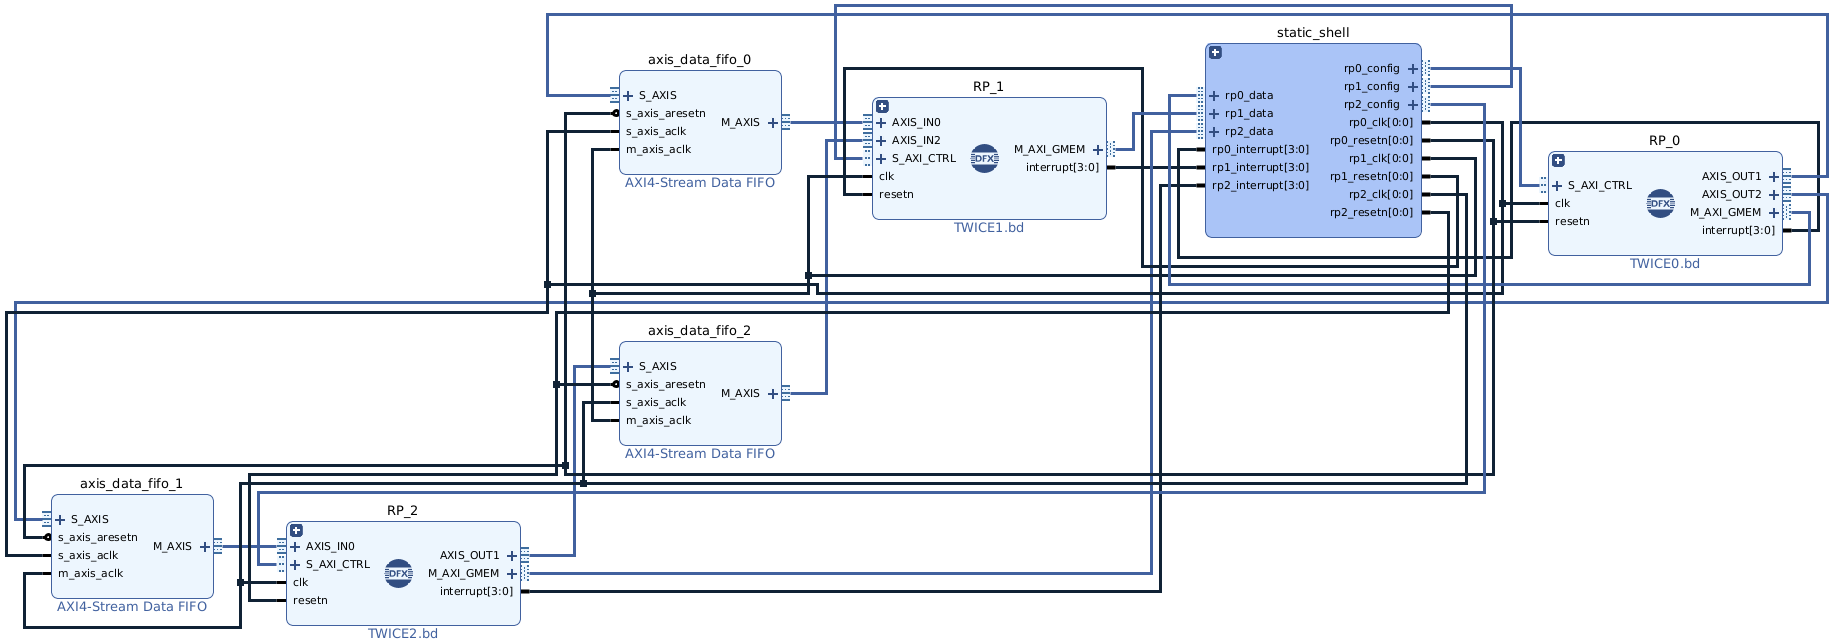 static_shell
rp0_data
rp1_data
rp2_data
rp0_interrupt[3:0]
rp1_interrupt[3:0]
rp2_interrupt[3:0]
rp0_config
rp1_config
rp2_config
rp0_clk[0:0]
rp0_resetn[0:0]
rp1_clk[0:0]
rp1_resetn[0:0]
rp2_clk[0:0]
rp2_resetn[0:0]
axis_data_fifo_0
S_AXIS
s_axis_aresetn
s_axis_aclk
m_axis_aclk
M_AXIS
AXI4-Stream Data FIFO
RP_1
AXIS_IN0
AXIS_IN2
S_AXI_CTRL
clk
resetn
DFX
M_AXI_GMEM
interrupt[3:0]
TWICE1.bd
RP_0
S_AXI_CTRL
clk
resetn
DFX
AXIS_OUT1
AXIS_OUT2
M_AXI_GMEM
interrupt[3:0]
TWICE0.bd
axis_data_fifo_2
S_AXIS
s_axis_aresetn
s_axis_aclk
m_axis_aclk
M_AXIS
AXI4-Stream Data FIFO
axis_data_fifo_1
S_AXIS
s_axis_aresetn
s_axis_aclk
m_axis_aclk
M_AXIS
AXI4-Stream Data FIFO
RP_2
AXIS_IN0
S_AXI_CTRL
clk
resetn
DFX
AXIS_OUT1
M_AXI_GMEM
interrupt[3:0]
TWICE2.bd